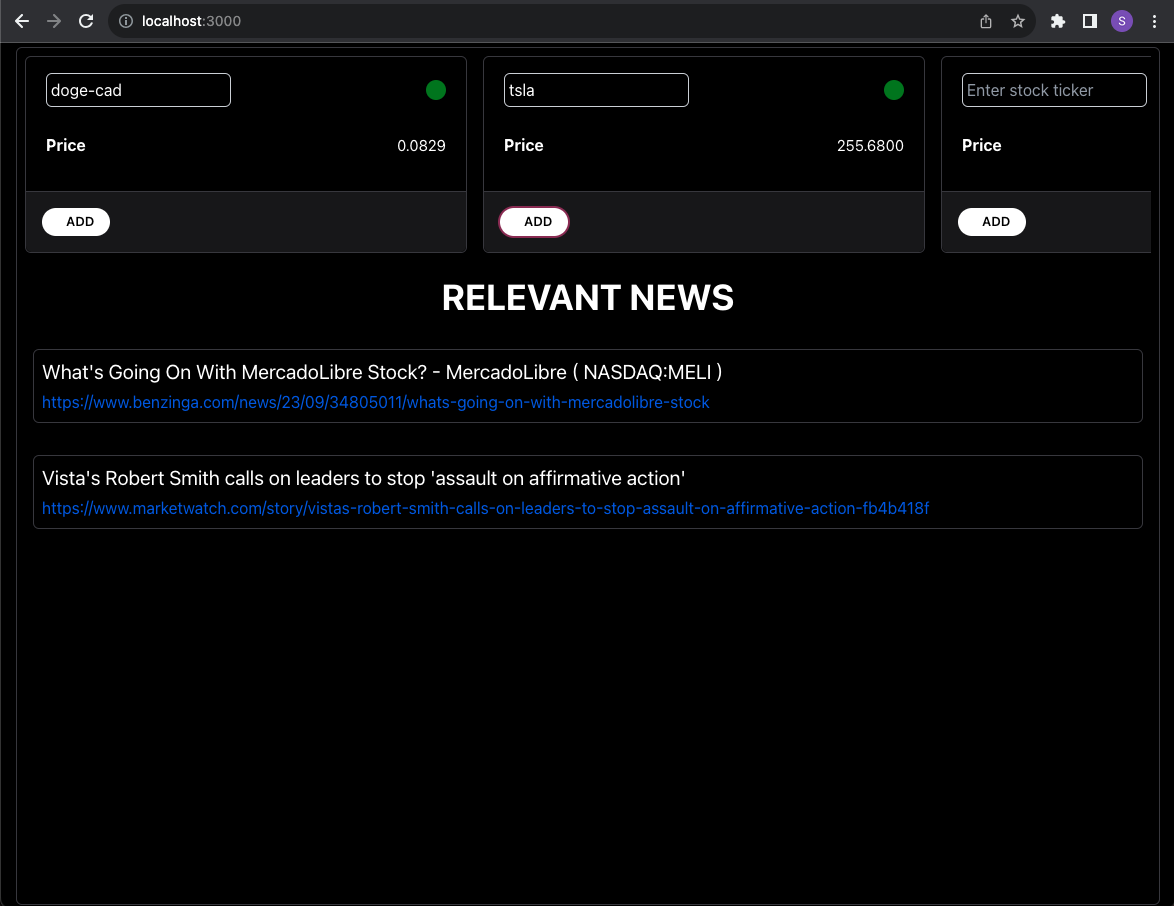 localhost:3000
S
doge-cad
tsla
Enter stock ticker
Price 0.0829
Price 255.6800
Price
ADD
ADD
ADD
RELEVANT NEWS
What's Going On With MercadoLibre Stock? - MercadoLibre ( NASDAQ:MELI )
https://www.benzinga.com/news/23/09/34805011/whats-going-on-with-mercadolibre-stock
Vista's Robert Smith calls on leaders to stop 'assault on affirmative action'
https://www.marketwatch.com/story/vistas-robert-smith-calls-on-leaders-to-stop-assault-on-affirmative-action-fb4b418f